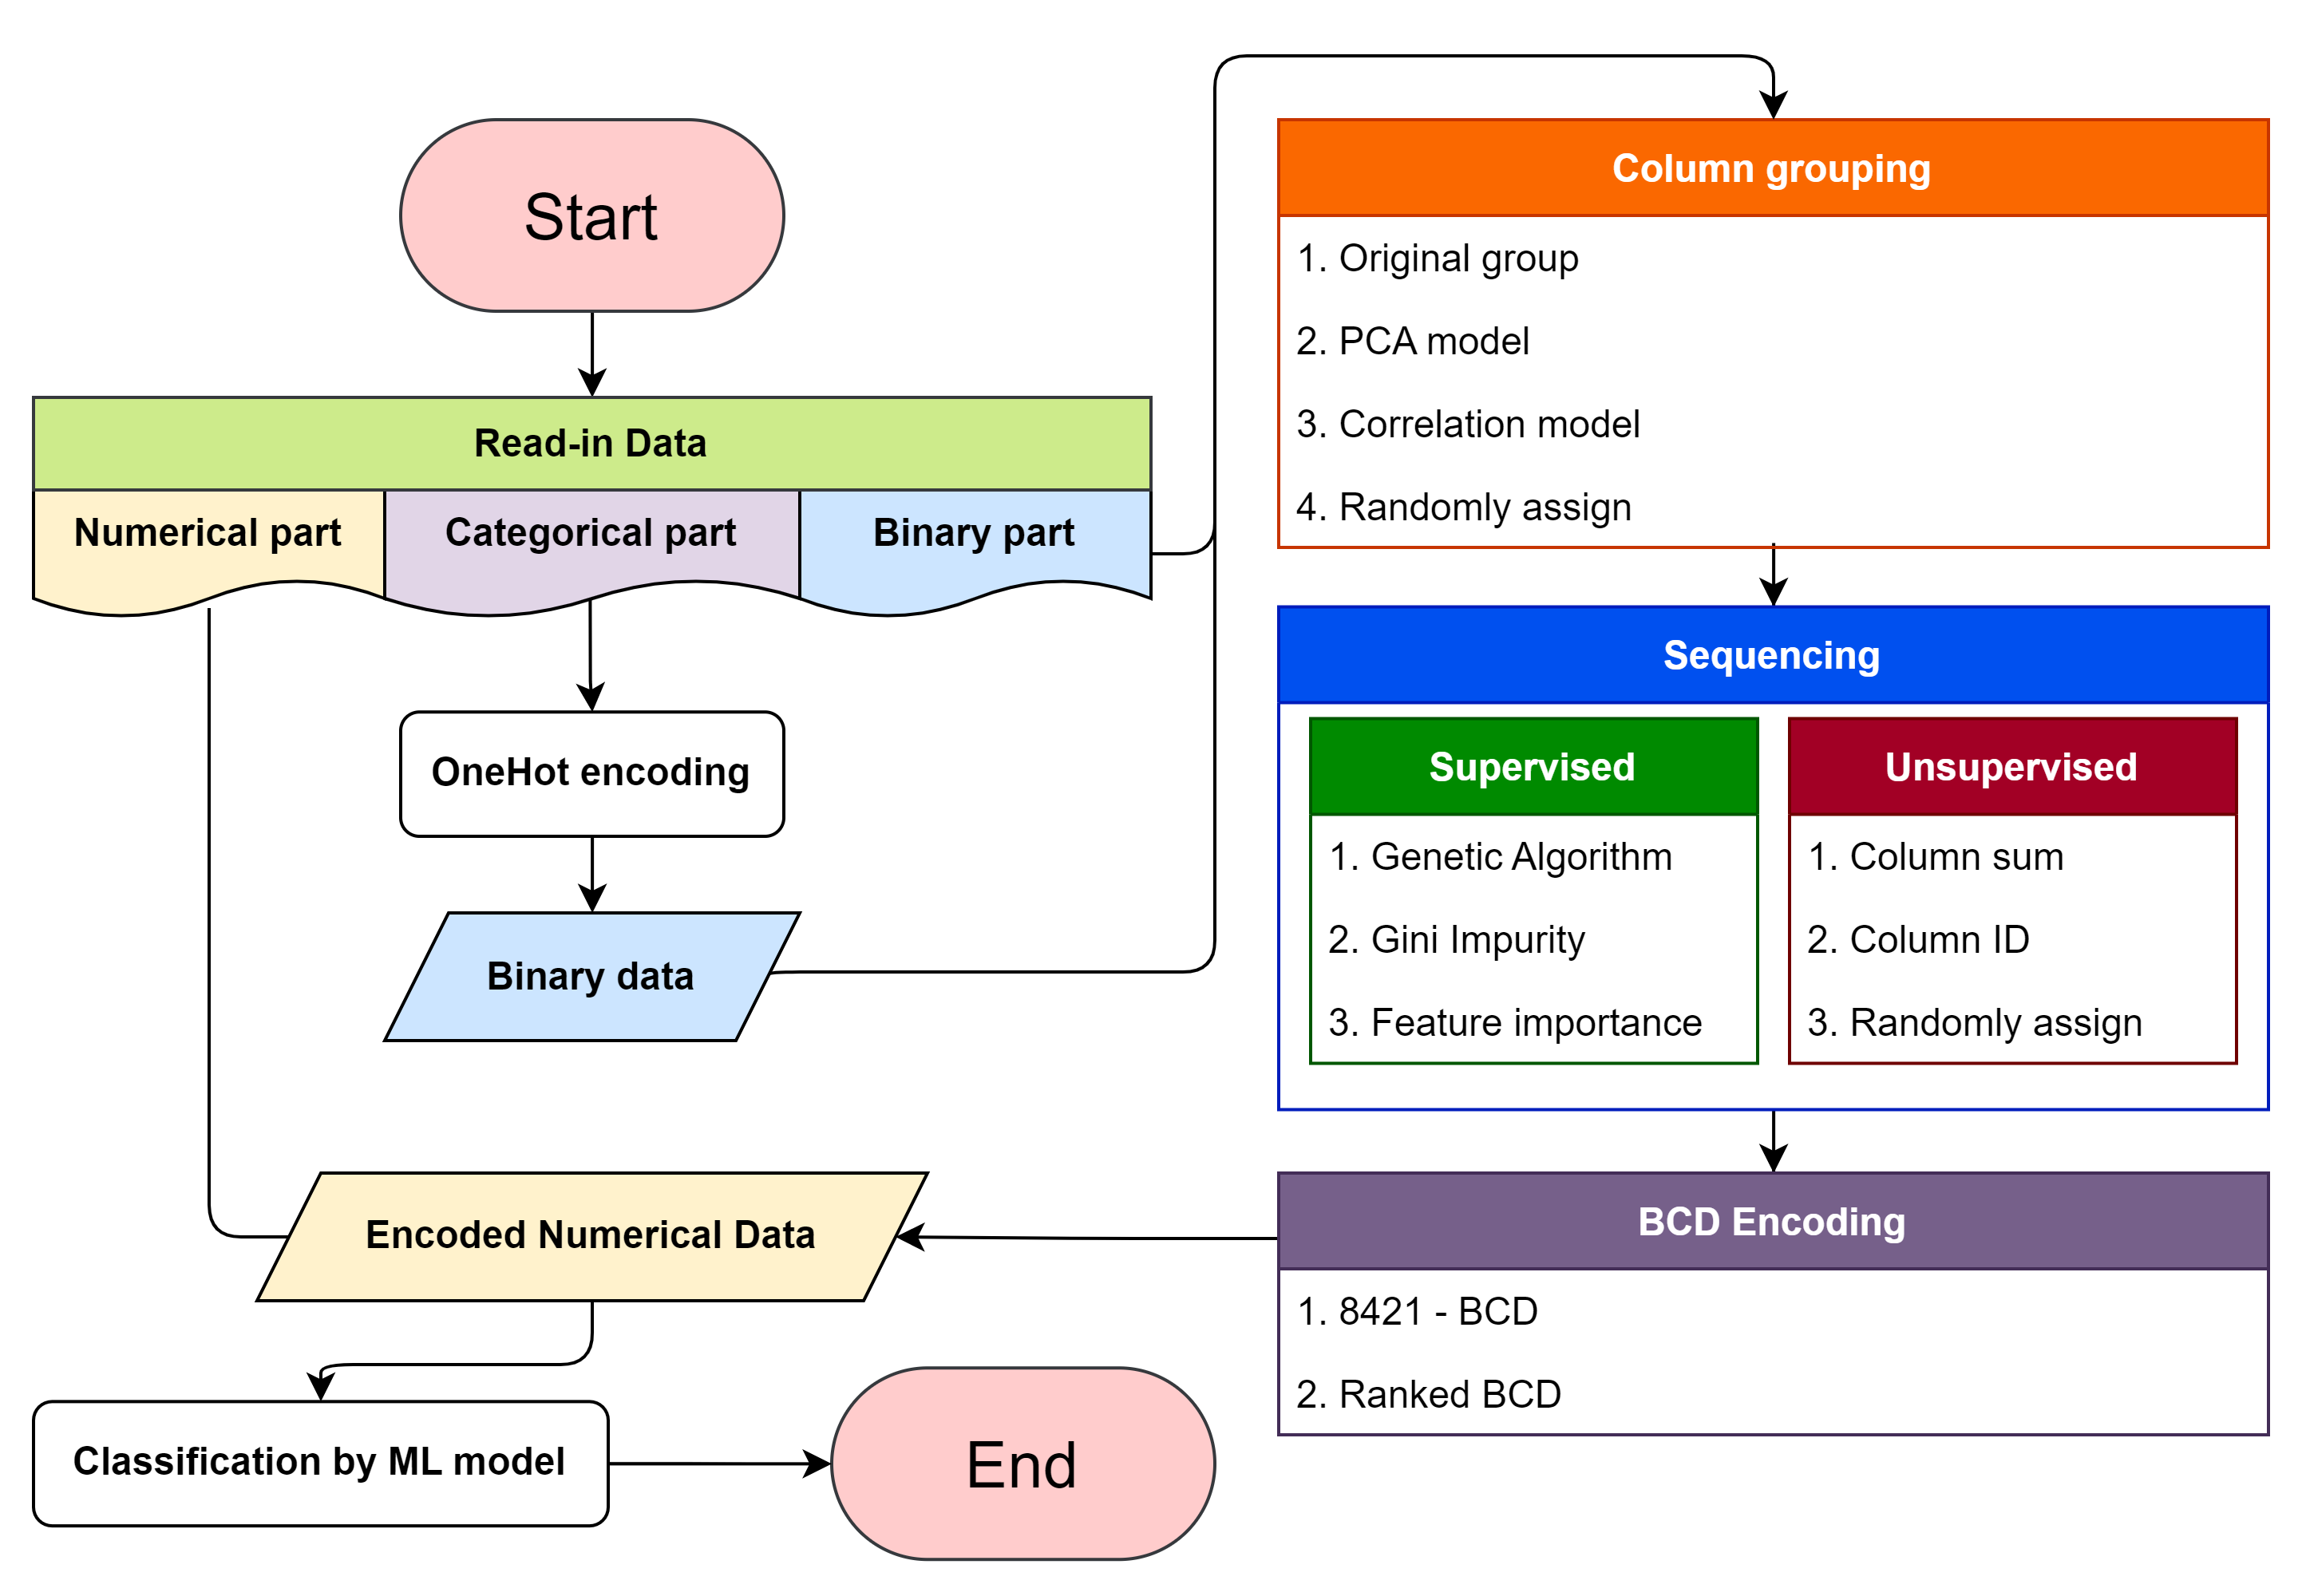 Start
Read-in Data
Numerical part
Categorical part
Binary part
OneHot encoding
Binary data
Encoded Numerical Data
Classification by ML model
End
Column grouping
1. Original group
2. PCA model
3. Correlation model
4. Randomly assign
Sequencing
Supervised
1. Genetic Algorithm
2. Gini Impurity
3. Feature importance
Unsupervised
1. Column sum
2. Column ID
3. Randomly assign
BCD Encoding
1. 8421 - BCD
2. Ranked BCD